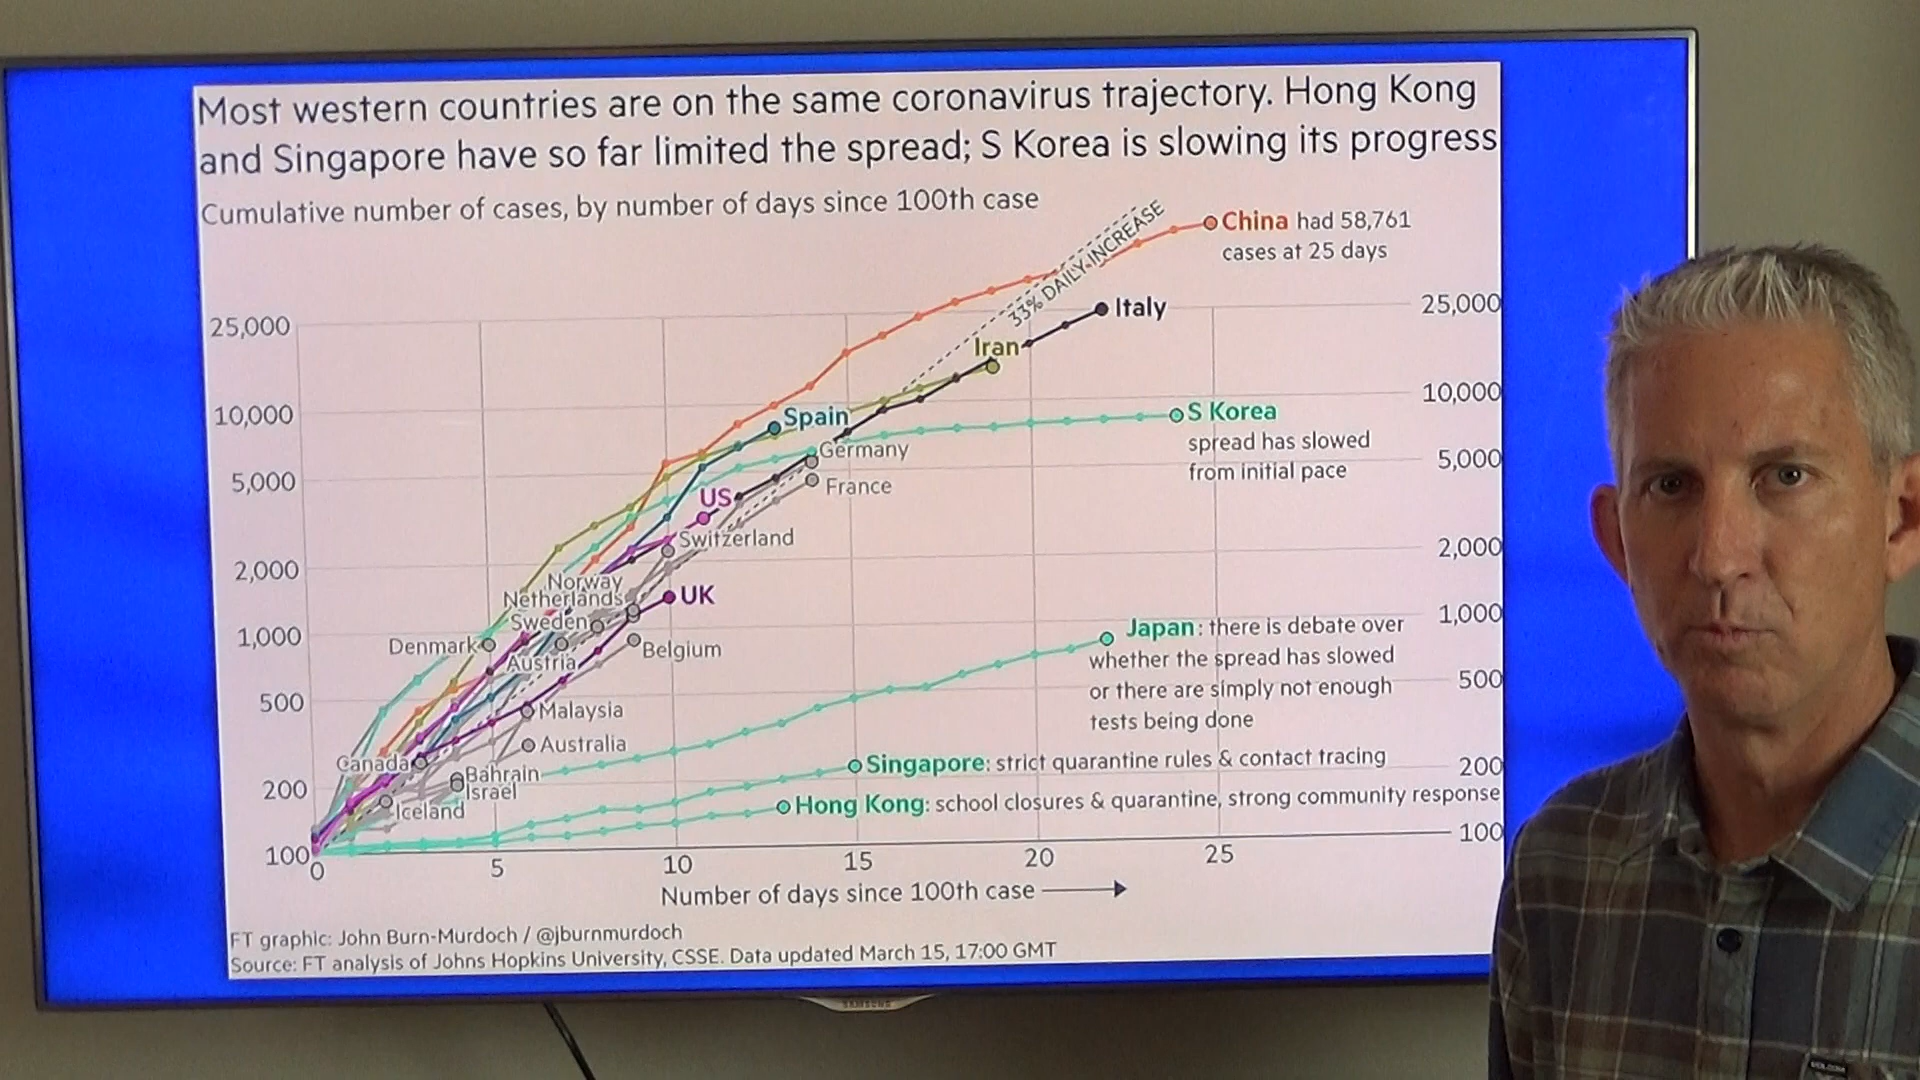 Most western countries are on the same coronavirus trajectory. Hong Kong
and Singapore have so far limited the spread; S Korea is slowing its progress
Cumulative number of cases, by number of days since 100th case
33% DAILY INCREASE
China had 58,761
cases at 25 days
Italy
25,000
25,000
Iran
10,000
10,000
Spain
S Korea
spread has slowed
from initial pace
Germany
5,000
5,000
France
US
Switzerland
2,000
2,000
Norway
Netherlands
UK
Sweden
1,000
1,000
Denmark
Belgium
Austria
Japan: there is debate over
whether the spread has slowed
or there are simply not enough
tests being done
500
500
Malaysia
Australia
Canada
Singapore: strict quarantine rules & contact tracing
200
200
Bahrain
Israel
Hong Kong: school closures & quarantine, strong community response
Iceland
100
100
0 5 10 15 20 25
Number of days since 100th case
FT graphic: John Burn-Murdoch / @jburnmurdoch
Source: FT analysis of Johns Hopkins University, CSSE. Data updated March 15, 17:00 GMT
SAMSUNG